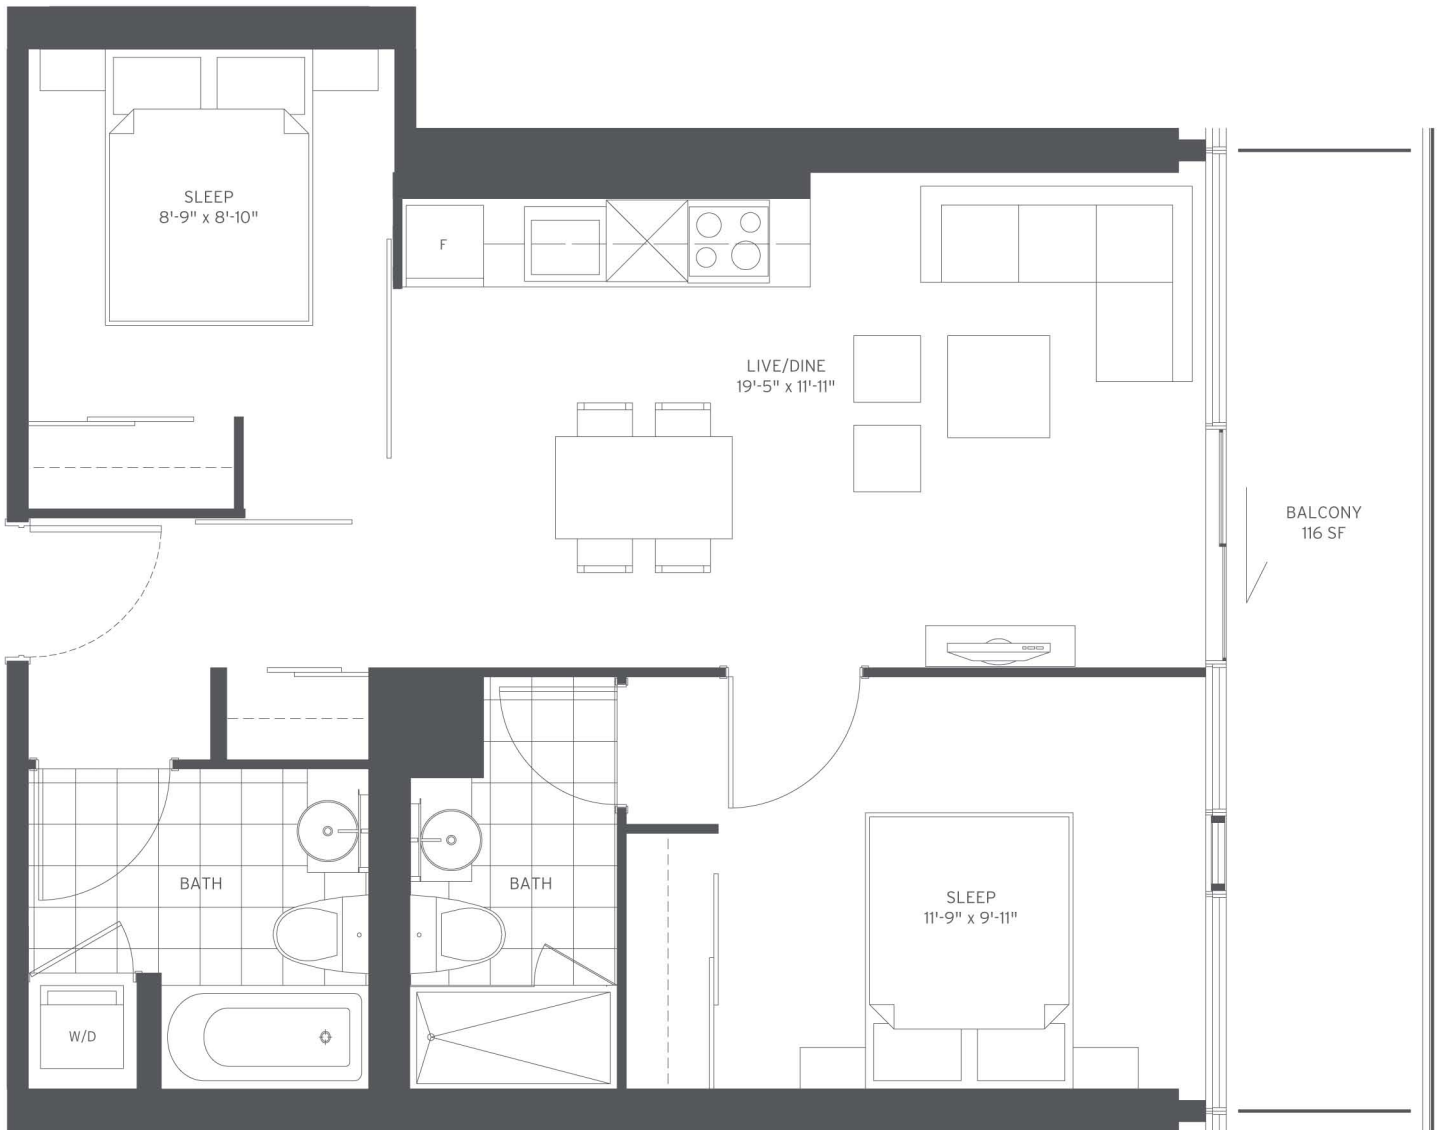 SLEEP
8'-9" x 8'-10"
F
LIVE/DINE
19'-5" x 11'-11"
BALCONY
116 SF
BATH
BATH
SLEEP
11'-9" x 9'-11"
W/D